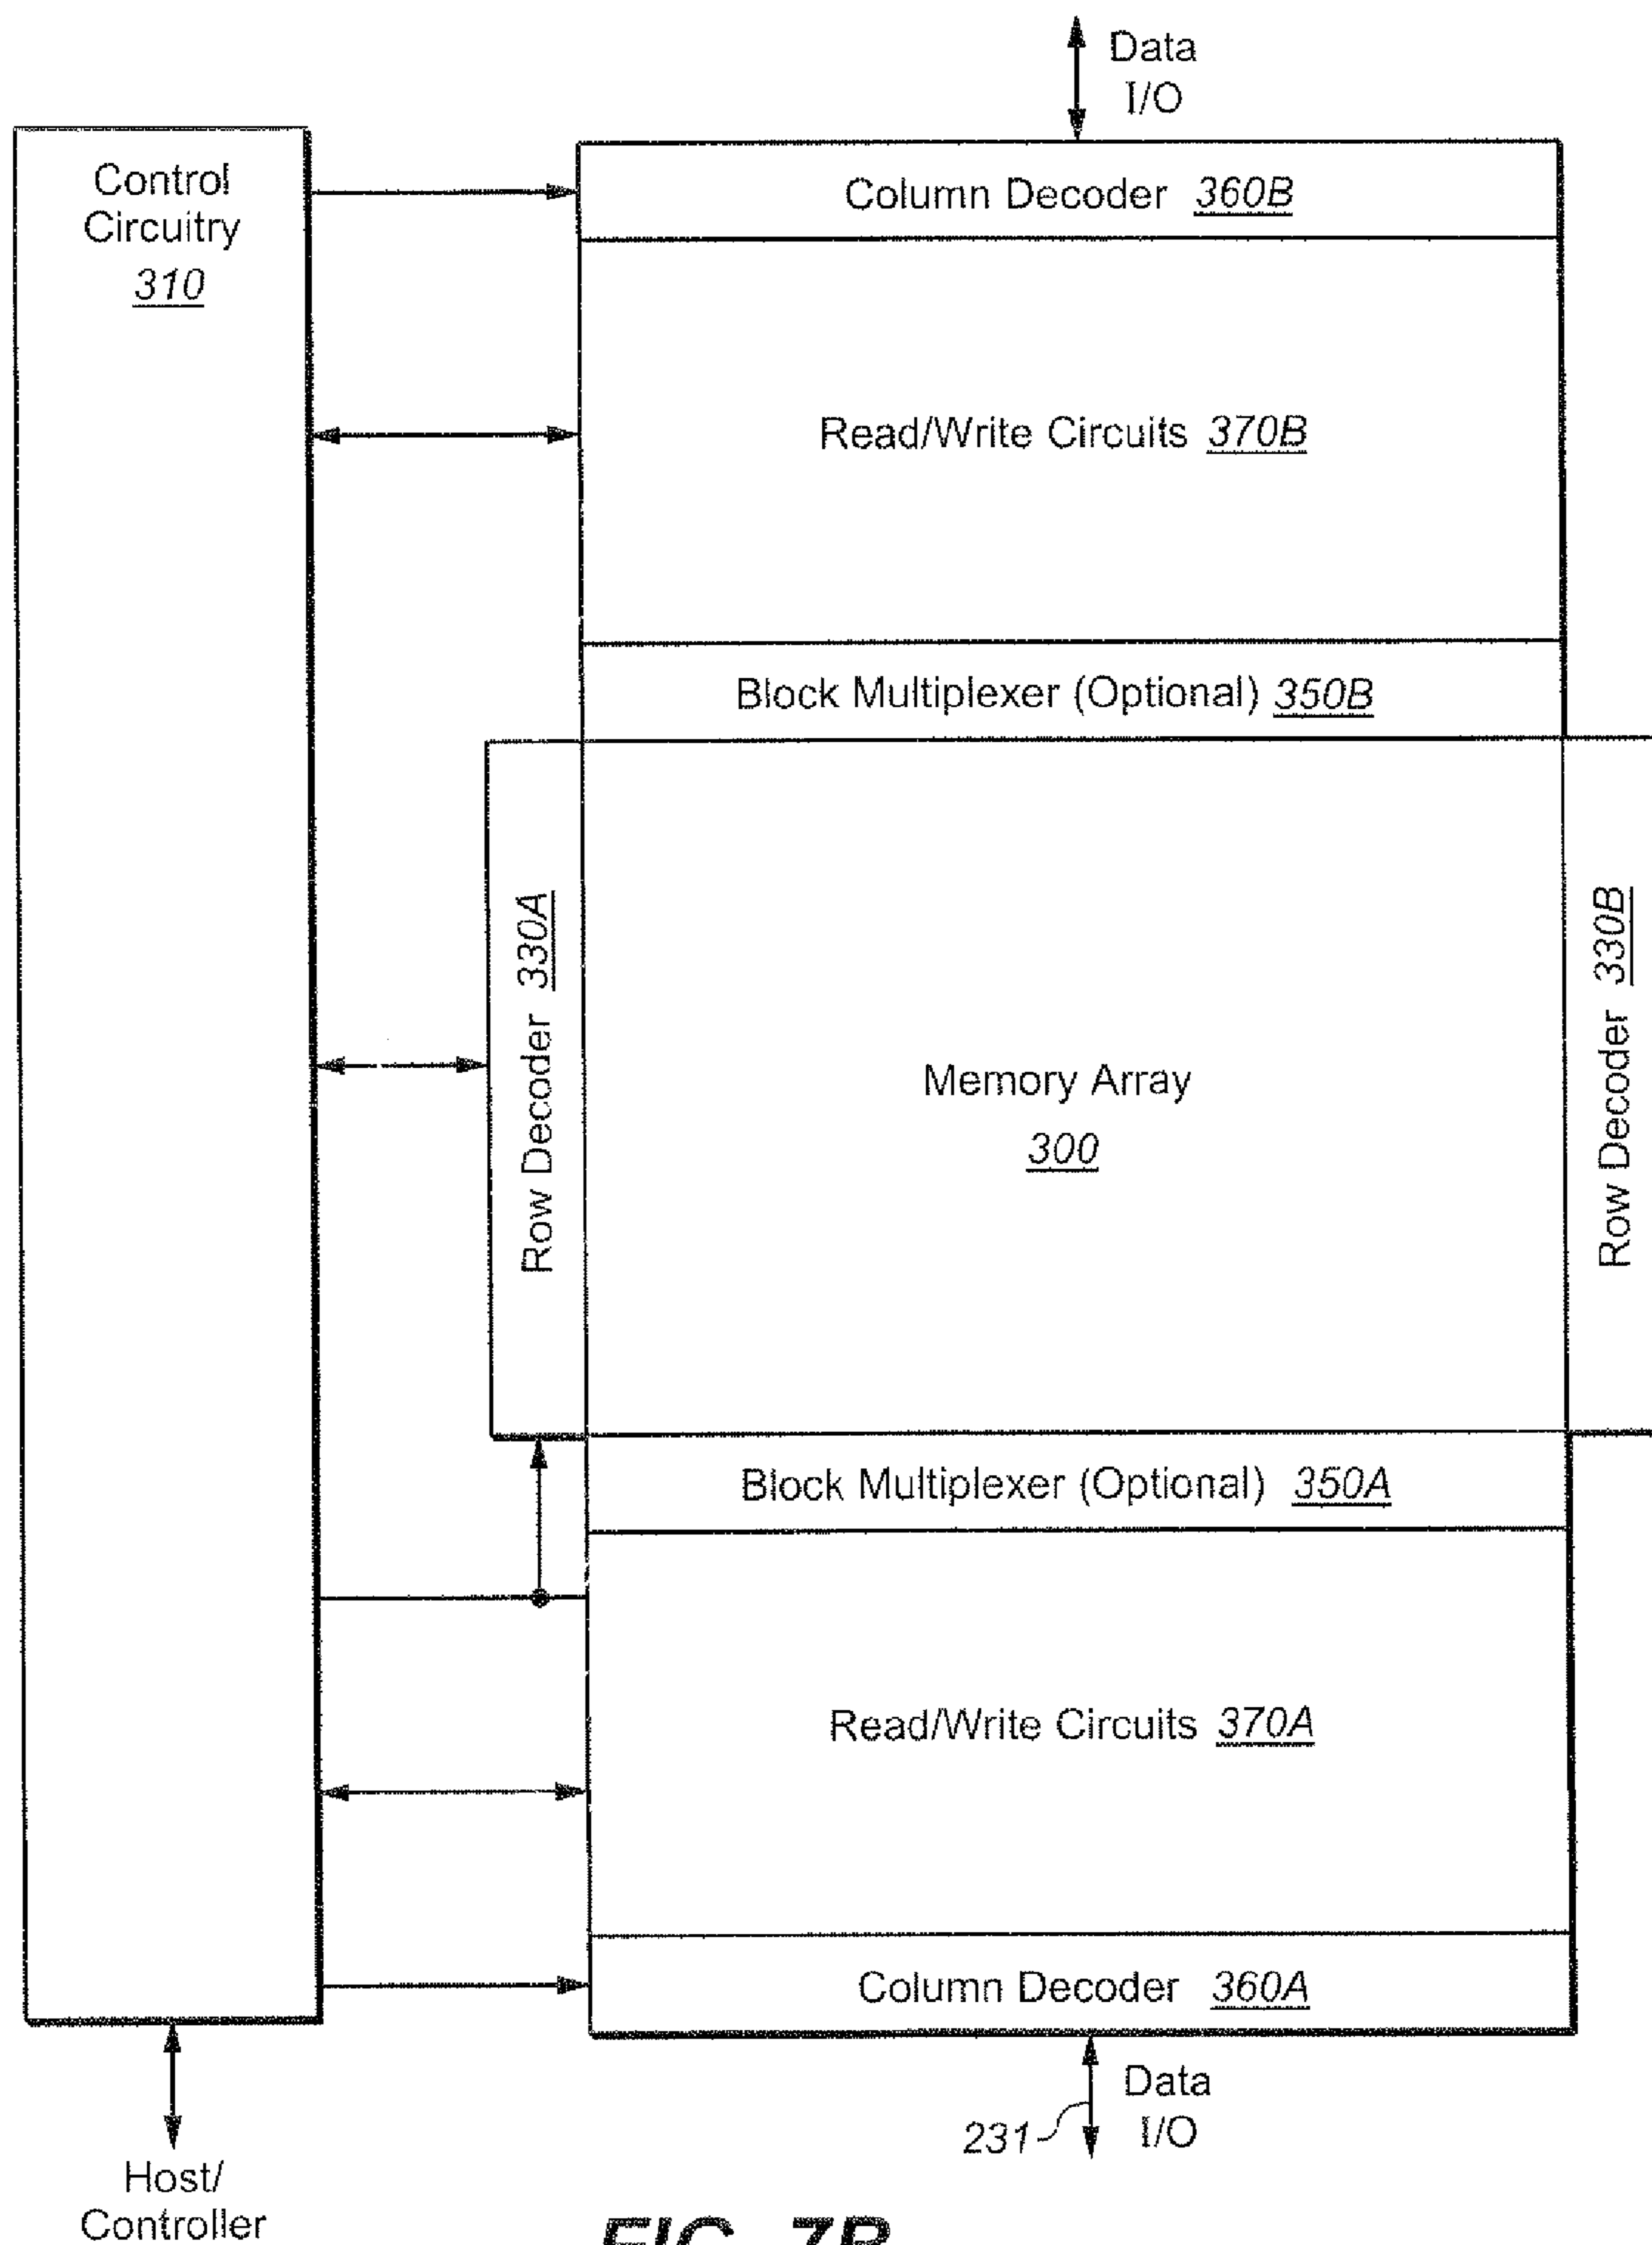 Data
I/O
Control
Circuitry
310
Column Decoder 360B
Read/Write Circuits 370B
Block Multiplexer (Optional) 350B
Row Decoder 330A
Memory Array
300
Row Decoder 330B
Block Multiplexer (Optional) 350A
Read/Write Circuits 370A
Column Decoder 360A
Data
I/O
231
Host/
Controller
FIG. 7B